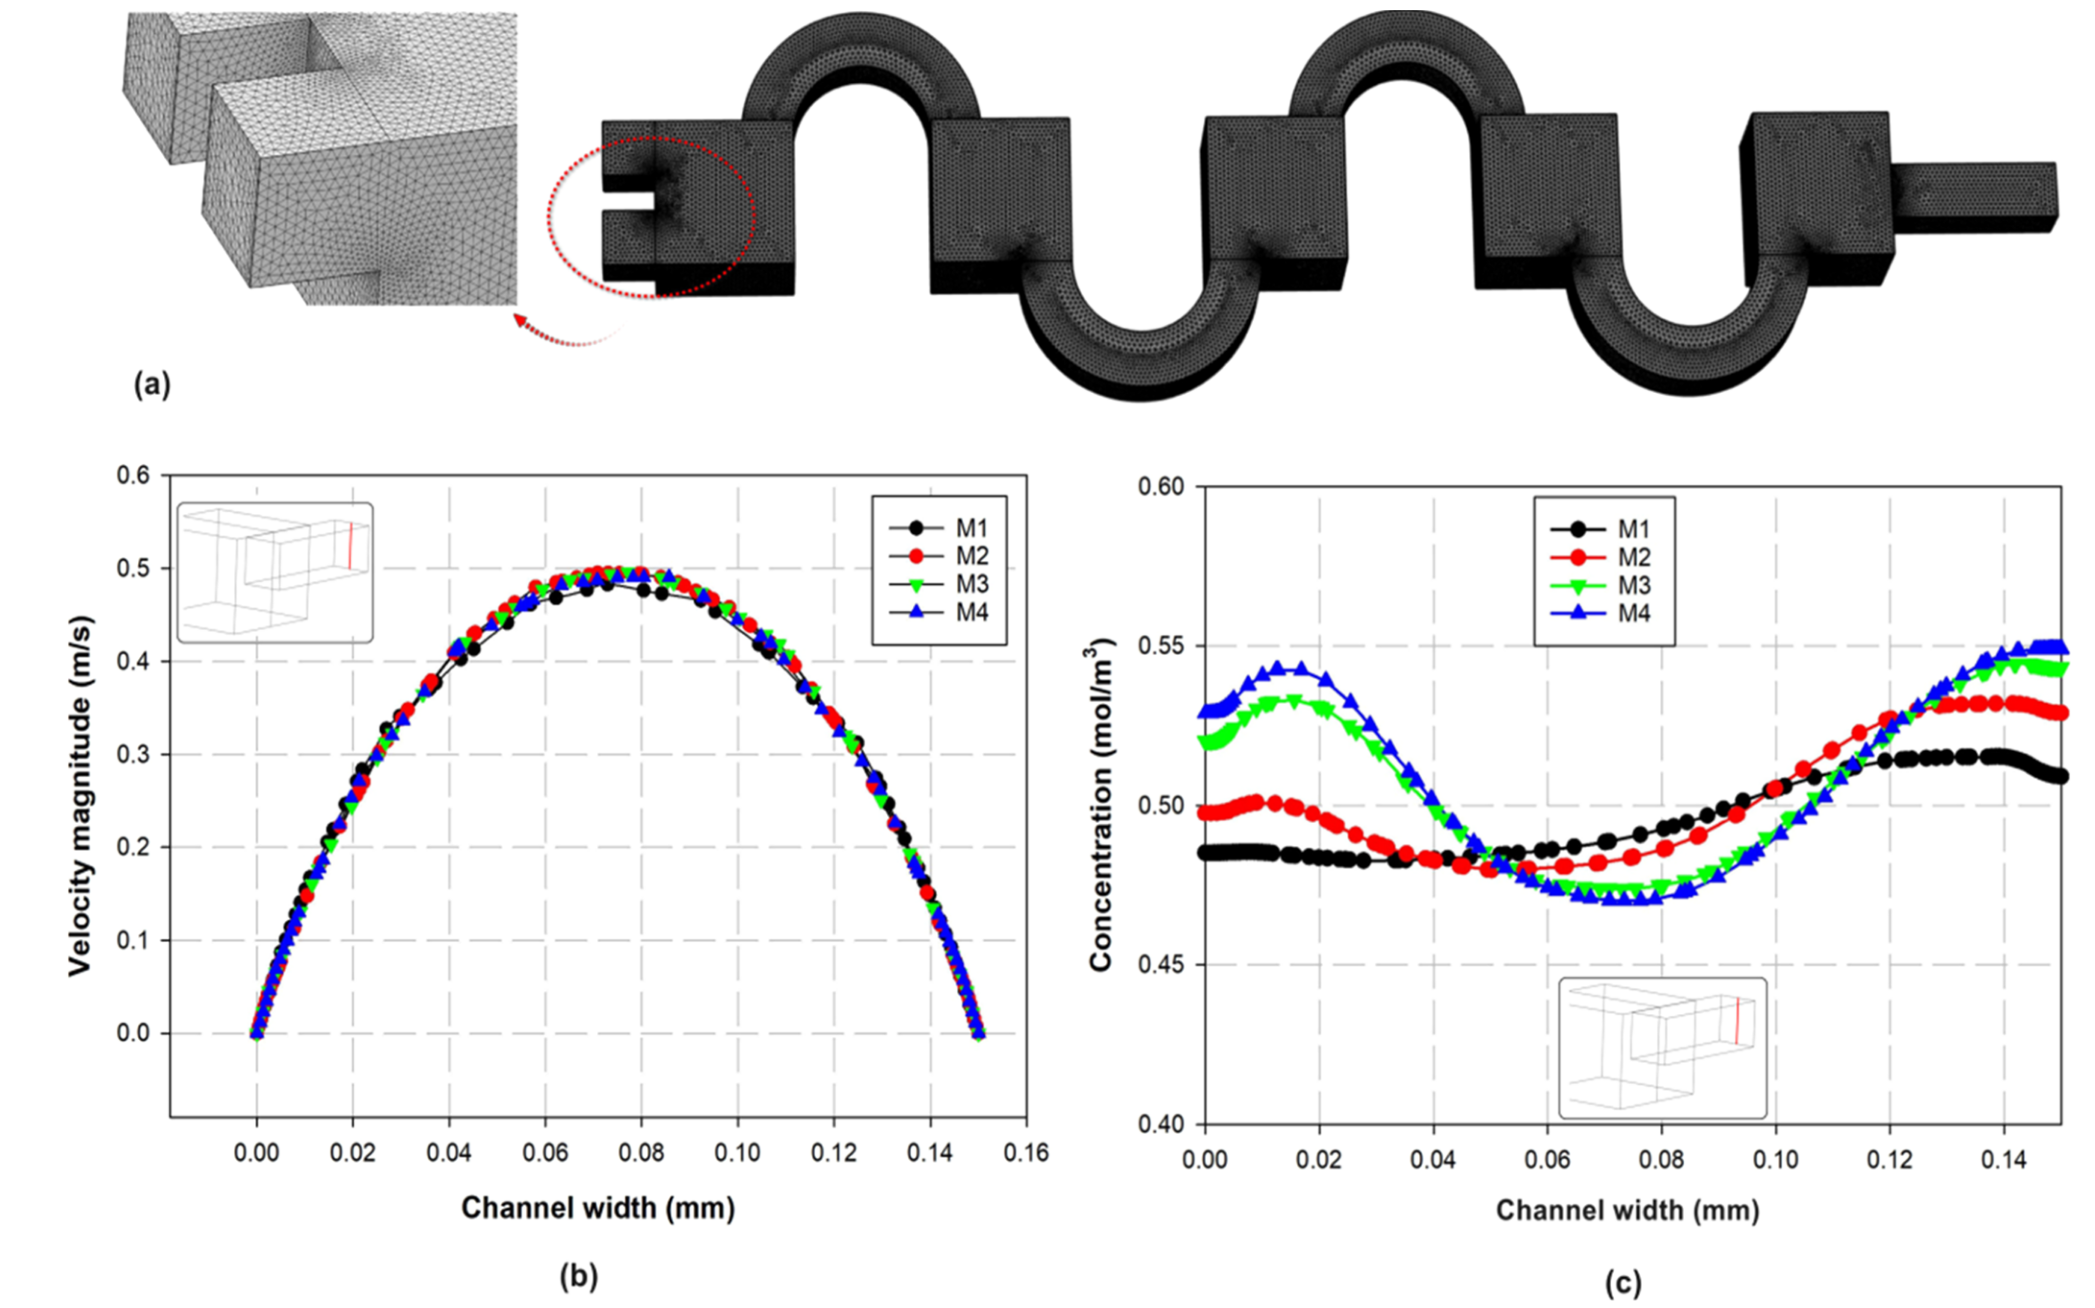 (a)
0.6
0.5
0.4
0.3
0.2
0.1
0.0
Velocity magnitude (m/s)
M1
M2
M3
M4
0.00 0.02 0.04 0.06 0.08 0.10 0.12 0.14 0.16
Channel width (mm)
(b)
0.60
0.55
0.50
0.45
0.40
Concentration (mol/m³)
M1
M2
M3
M4
0.00 0.02 0.04 0.06 0.08 0.10 0.12 0.14
Channel width (mm)
(c)